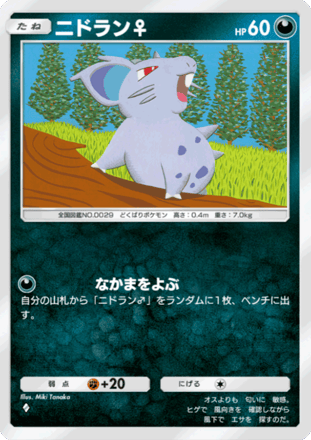 たね ニドラン♀ HP60
全国図鑑NO.0029 どくばりポケモン 高さ：0.4m 重さ：7.0kg
なかまをよぶ
自分の山札から「ニドラン♂」をランダムに1枚、ベンチに出
す。
弱点 +20 にげる
Illus. Miki Tanaka
オスよりも 匂いに 敏感。
ヒゲで 風向きを 確認しながら
風下で エサを 探すのだ。